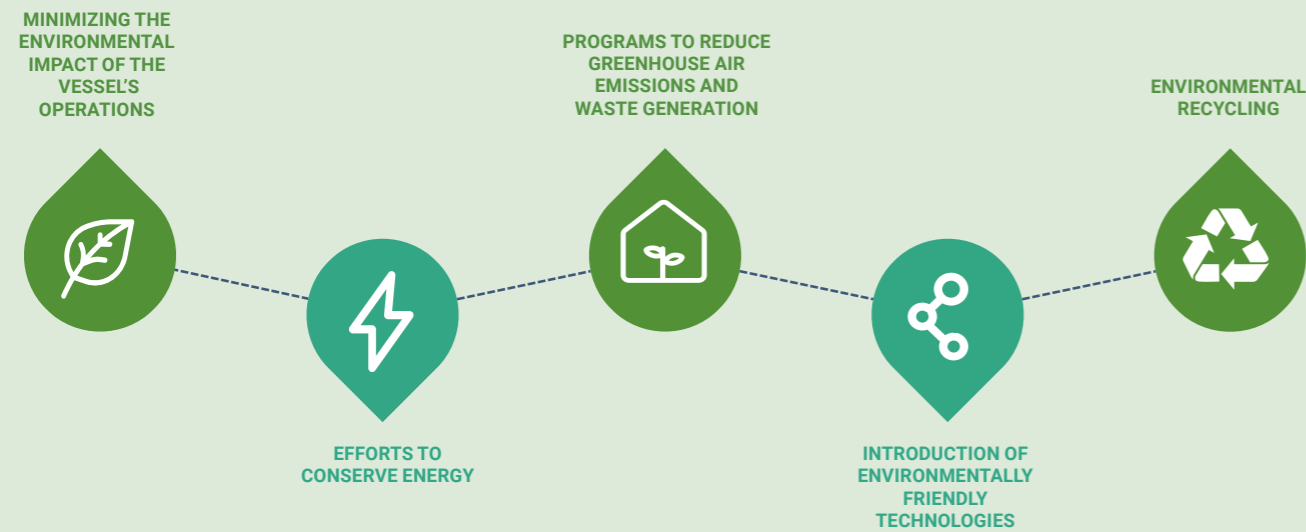 MINIMIZING THE
ENVIRONMENTAL
IMPACT OF THE
VESSEL'S
OPERATIONS
EFFORTS TO
CONSERVE ENERGY
PROGRAMS TO REDUCE
GREENHOUSE AIR
EMISSIONS AND
WASTE GENERATION
INTRODUCTION OF
ENVIRONMENTALLY
FRIENDLY
TECHNOLOGIES
ENVIRONMENTAL
RECYCLING